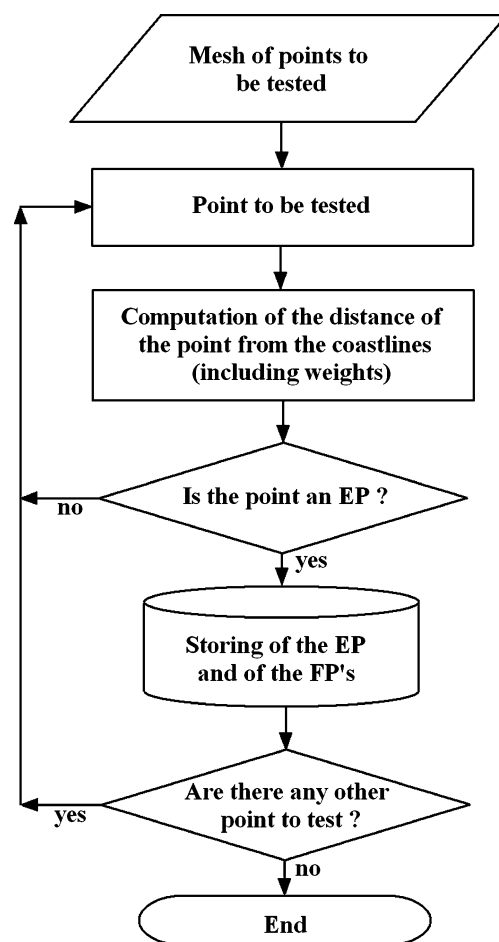 Mesh of points to
be tested
Point to be tested
Computation of the distance of
the point from the coastlines
(including weights)
Is the point an EP ?
no
yes
Storing of the EP
and of the FP's
Are there any other
point to test ?
yes
no
End